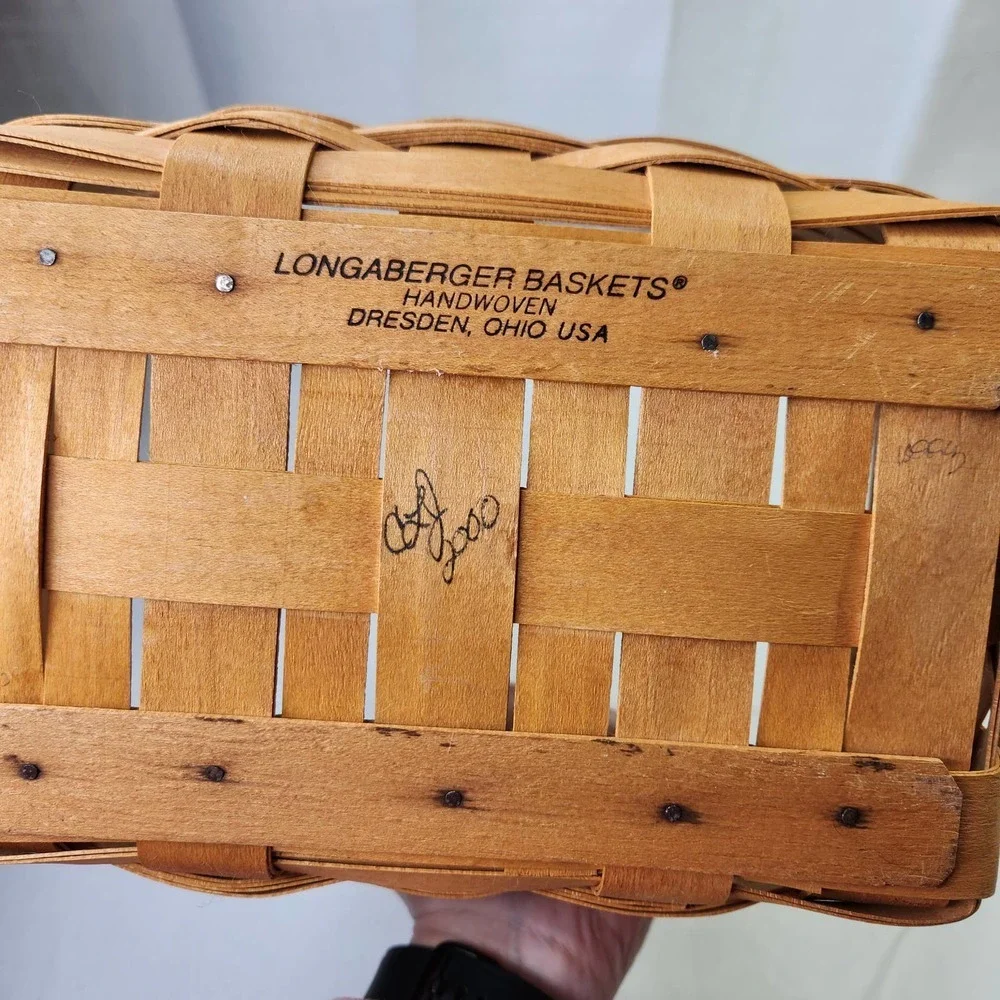 LONGABERGER BASKETS®
HANDWOVEN
DRESDEN, OHIO USA
2000